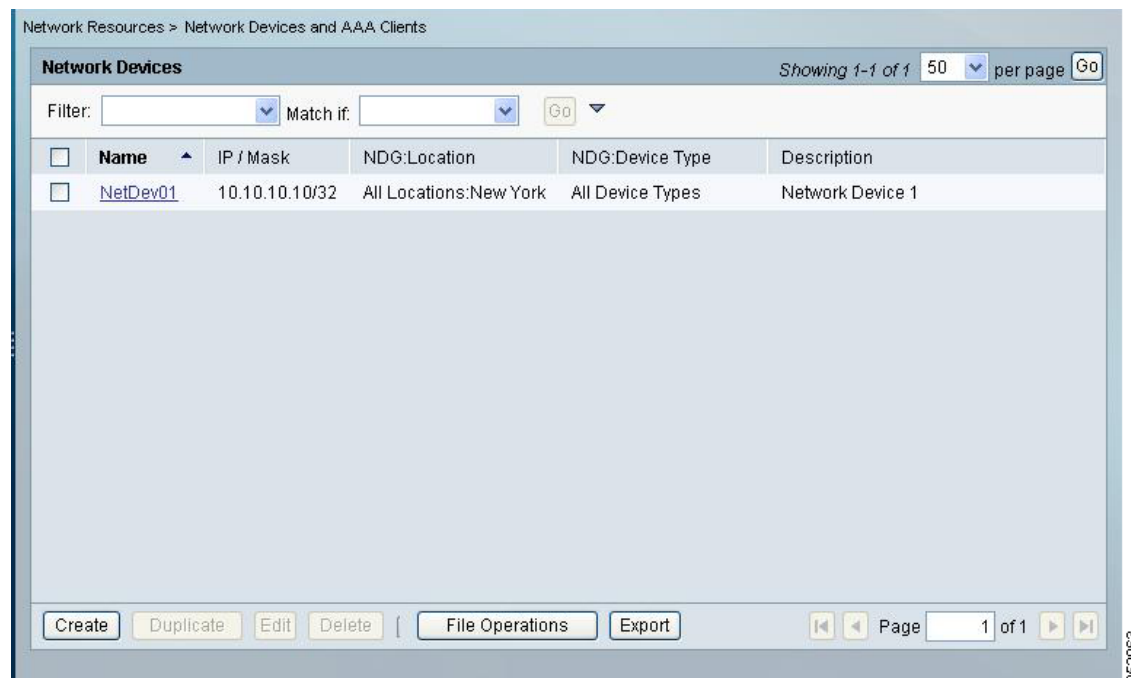 Network Resources > Network Devices and AAA Clients
Network Devices Showing 1-1 of 1 50 per page Go
Filter: Match if: Go
Name IP / Mask NDG:Location NDG:Device Type Description
NetDev01 10.10.10.10/32 All Locations:New York All Device Types Network Device 1
Create Duplicate Edit Delete | File Operations Export Page 1 of 1